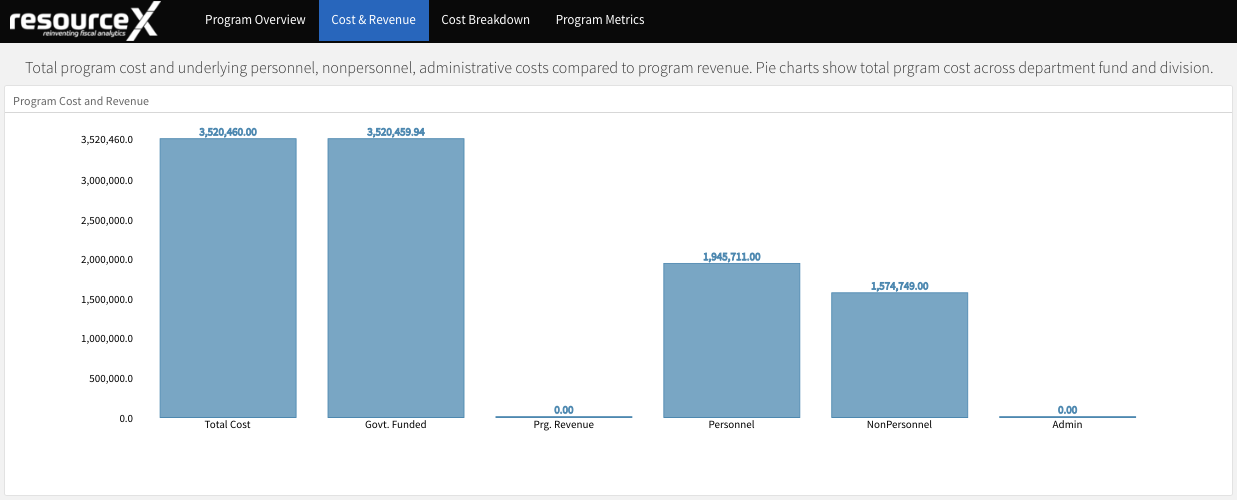 resourceX
reinventing fiscal analytics
Program Overview Cost & Revenue Cost Breakdown Program Metrics
Total program cost and underlying personnel, nonpersonnel, administrative costs compared to program revenue. Pie charts show total prgram cost across department fund and division.
Program Cost and Revenue
3,520,460.00 3,520,459.94
3,520,460.0
3,000,000.0
2,500,000.0
2,000,000.0
1,945,711.00
1,574,749.00
1,500,000.0
1,000,000.0
500,000.0
0.00 0.00
0.0
Total Cost Govt. Funded Prg. Revenue Personnel NonPersonnel Admin